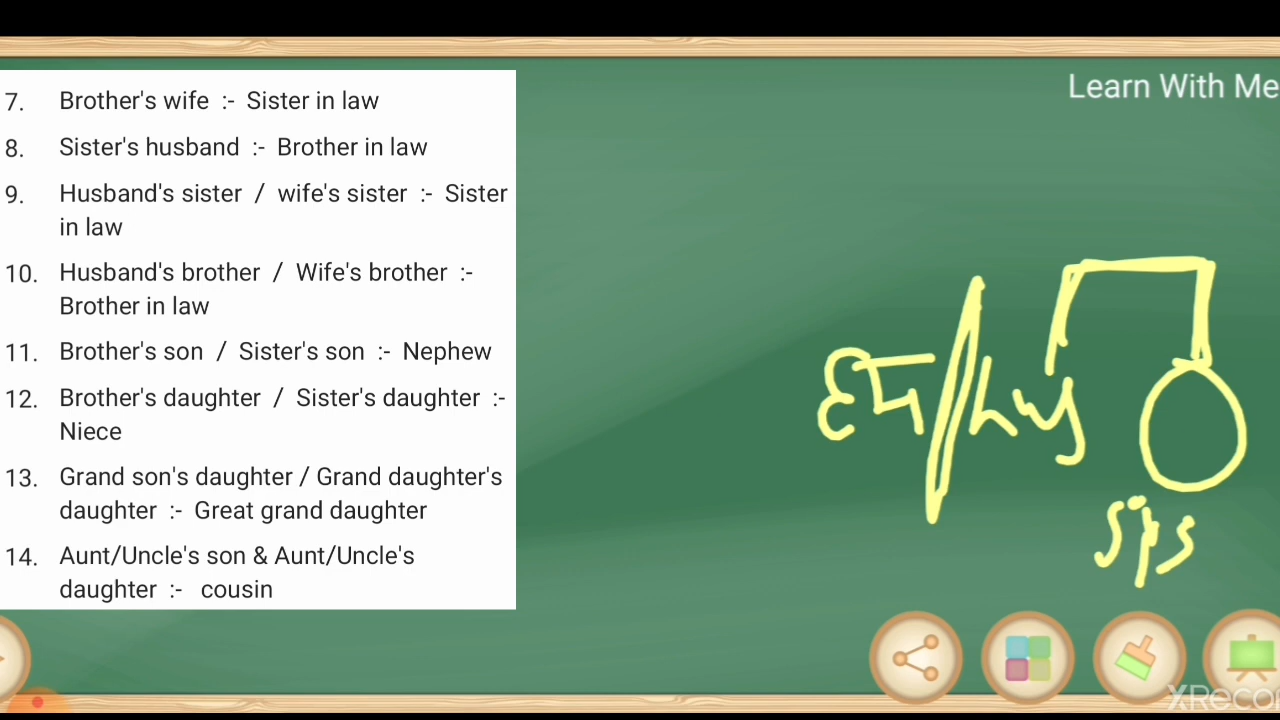 Learn With Me
7. Brother's wife :- Sister in law
8. Sister's husband :- Brother in law
9. Husband's sister / wife's sister :- Sister
in law
10. Husband's brother / Wife's brother :-
Brother in law
11. Brother's son / Sister's son :- Nephew
12. Brother's daughter / Sister's daughter :-
Niece
13. Grand son's daughter / Grand daughter's
daughter :- Great grand daughter
14. Aunt/Uncle's son & Aunt/Uncle's
daughter :- cousin
sis